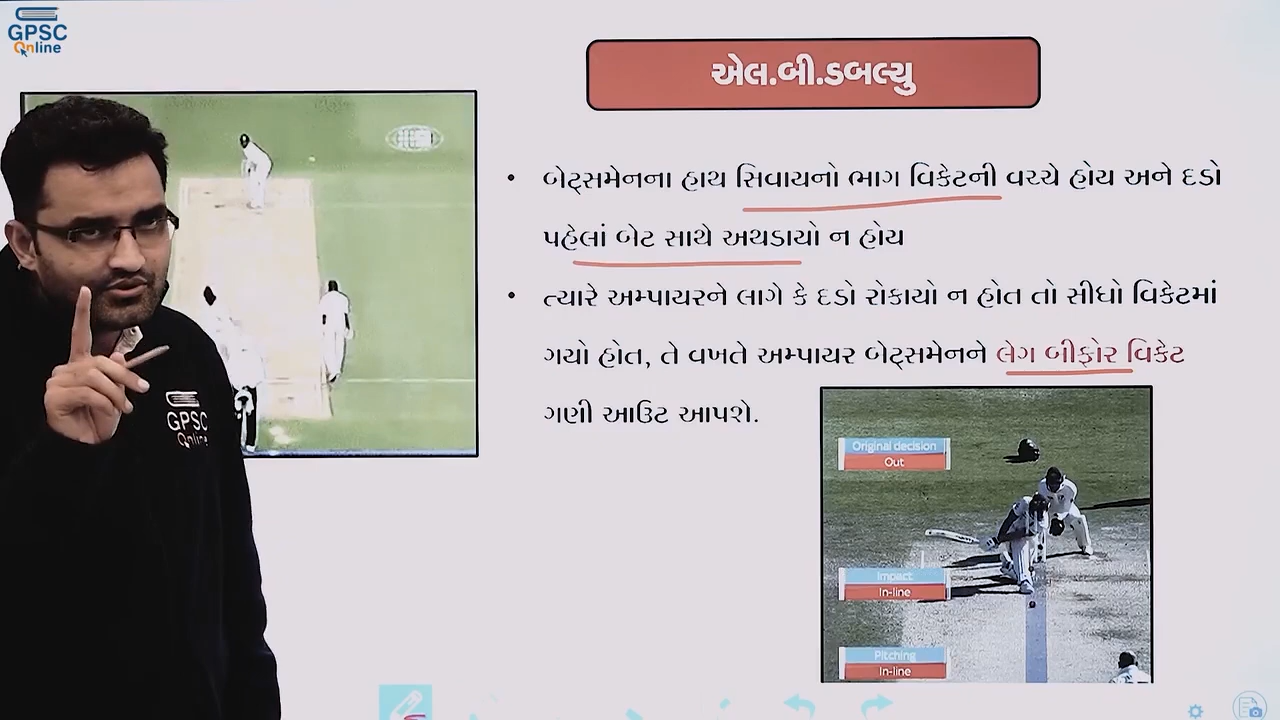 GPSC
Online
એલ.બી.ડબલ્યુ
• બેટ્સમેનના હાથ સિવાયનો ભાગ વિકેટની વચ્ચે હોય અને દડો
પહેલાં બેટ સાથે અથડાયો ન હોય
• ત્યારે અમ્પાયરને લાગે કે દડો રોકાયો ન હોત તો સીધો વિકેટમાં
ગયો હોત, તે વખતે અમ્પાયર બેટ્સમેનને લેગ બીફોર વિકેટ
ગણી આઉટ આપશે.
GPSC
Online
Original decision
Out
Impact
In-line
Pitching
In-line